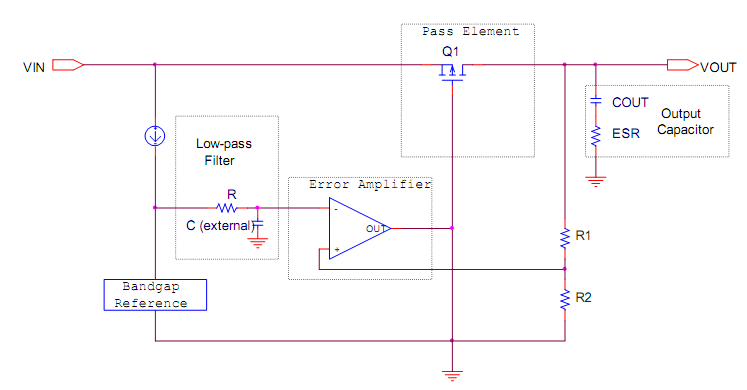 Pass Element
Q1
VIN
VOUT
COUT
ESR
Output
Capacitor
Low-pass
Filter
R
C (external)
Error Amplifier
-
OUT
+
R1
R2
Bandgap
Reference